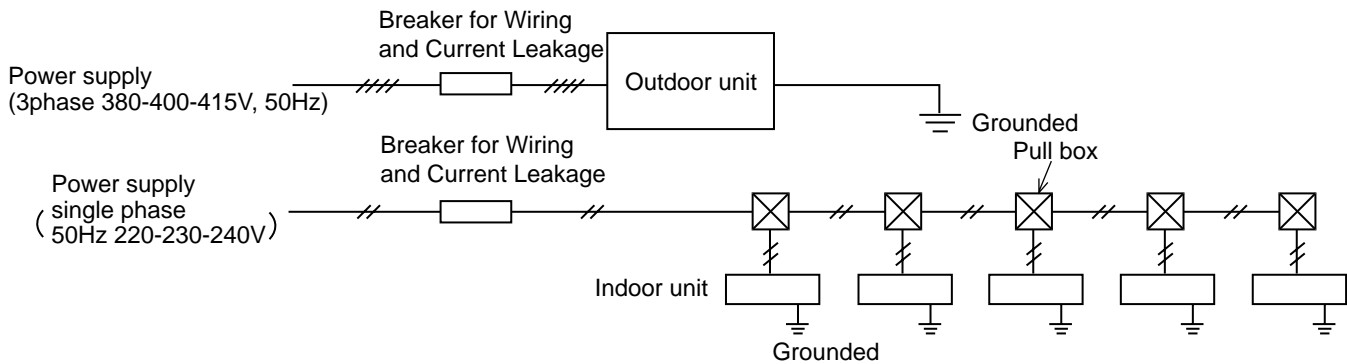 Breaker for Wiring
and Current Leakage
Power supply
(3phase 380-400-415V, 50Hz)
Outdoor unit
Grounded
Breaker for Wiring
and Current Leakage
Pull box
Power supply
single phase
(50Hz 220-230-240V)
Indoor unit
Grounded